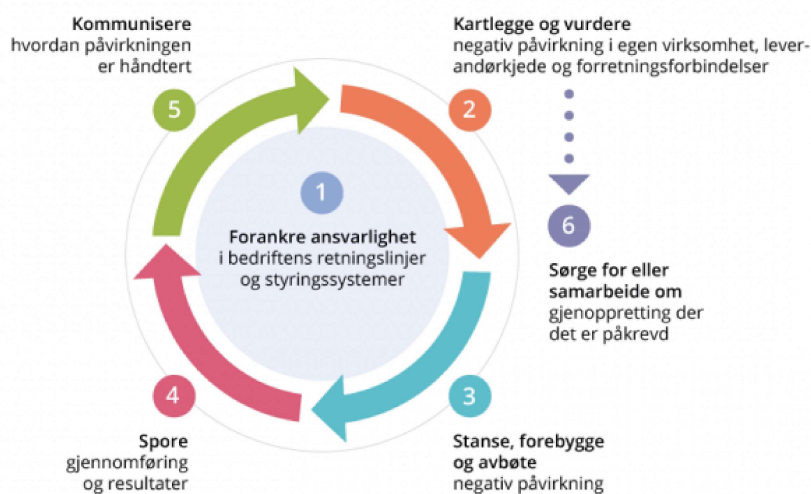 Kommunisere
hvordan påvirkningen
er håndtert
5
Kartlegge og vurdere
negativ påvirkning i egen virksomhet, lever-
andørkjede og forretningsforbindelser
2
1
Forankre ansvarlighet
i bedriftens retningslinjer
og styringssystemer
6
Sørge for eller
samarbeide om
gjenoppretting der
det er påkrevd
4
Spore
gjennomføring
og resultater
3
Stanse, forebygge
og avbøte
negativ påvirkning